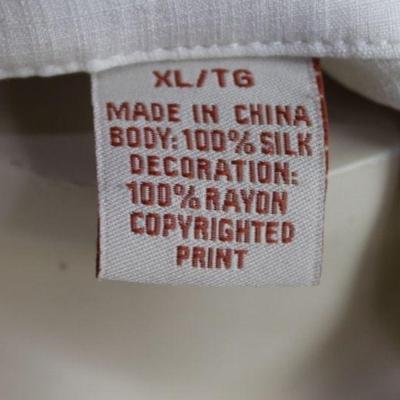 XL/TG
MADE IN CHINA
BODY: 100% SILK
DECORATION:
100% RAYON
COPYRIGHTED
PRINT